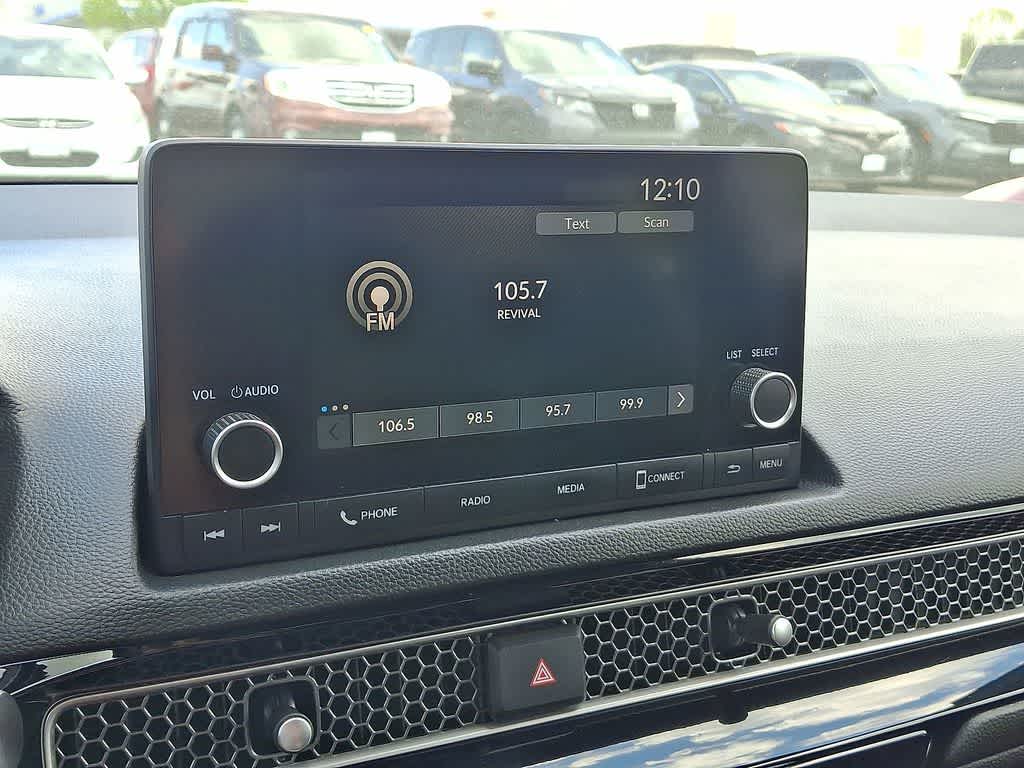 12:10
Text Scan
FM
105.7
REVIVAL
LIST SELECT
VOL AUDIO
106.5 98.5 95.7 99.9
PHONE RADIO MEDIA CONNECT MENU